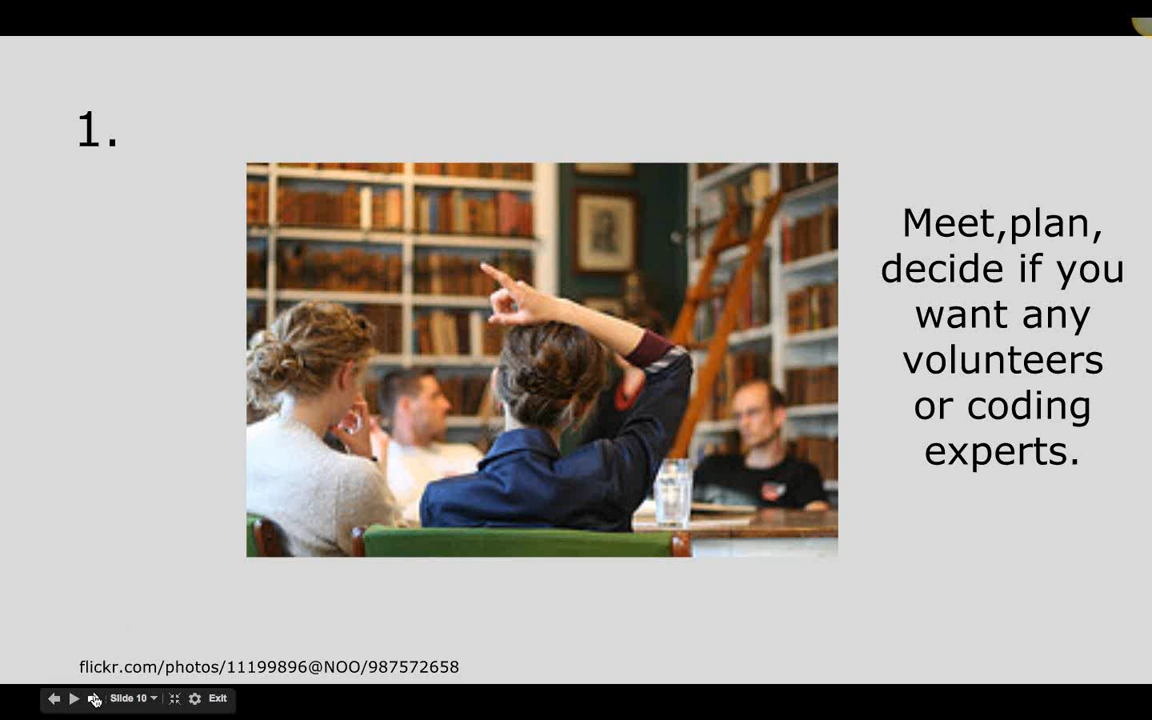 1.
Meet,plan,
decide if you
want any
volunteers
or coding
experts.
flickr.com/photos/11199896@NOO/987572658
Slide 10
Exit